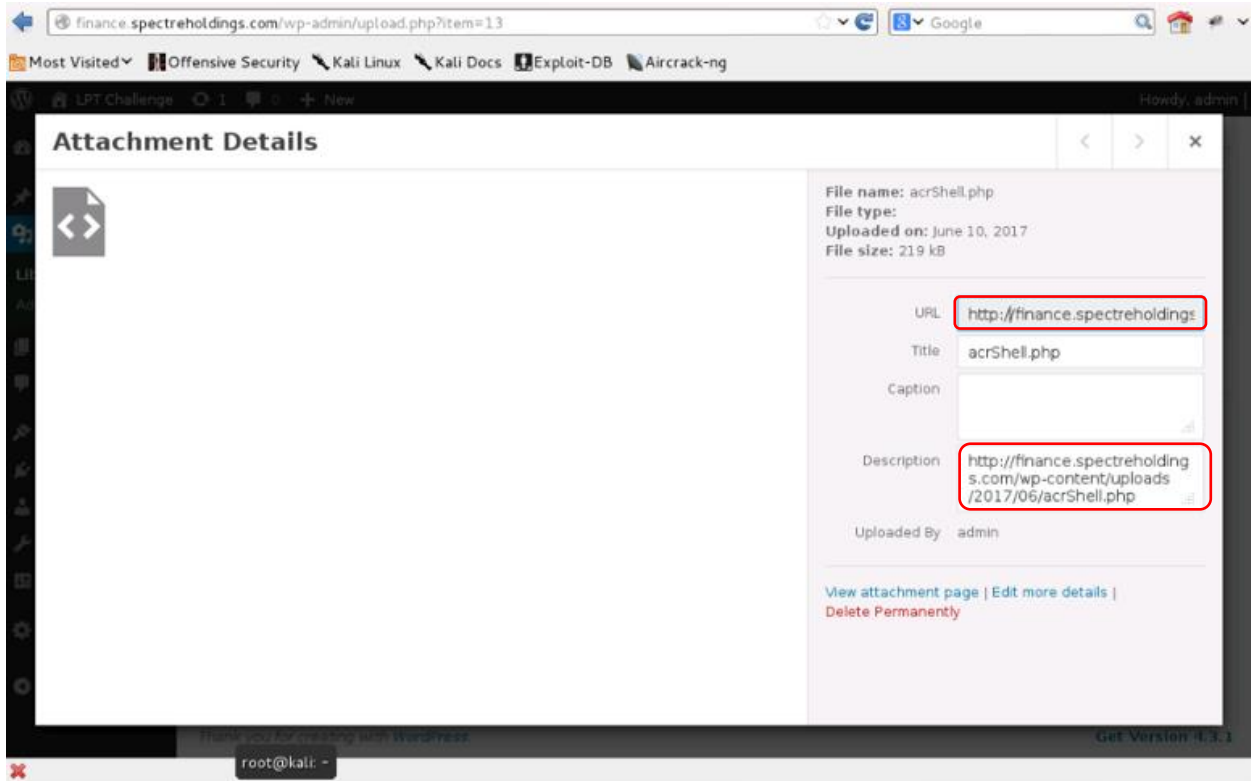 finance.spectreholdings.com/wp-admin/upload.php?item=13
Google
Most Visited
Offensive Security
Kali Linux
Kali Docs
Exploit-DB
Aircrack-ng
LPT Challenge 1 0 + New
Howdy, admin
Attachment Details
File name: acrShell.php
File type:
Uploaded on: June 10, 2017
File size: 219 kB
URL http://finance.spectreholdings
Title acrShell.php
Caption
Description http://finance.spectreholding
s.com/wp-content/uploads
/2017/06/acrShell.php
Uploaded By admin
View attachment page | Edit more details |
Delete Permanently
Thank you for creating with WordPress.
Get Version 4.3.1
root@kali: ~